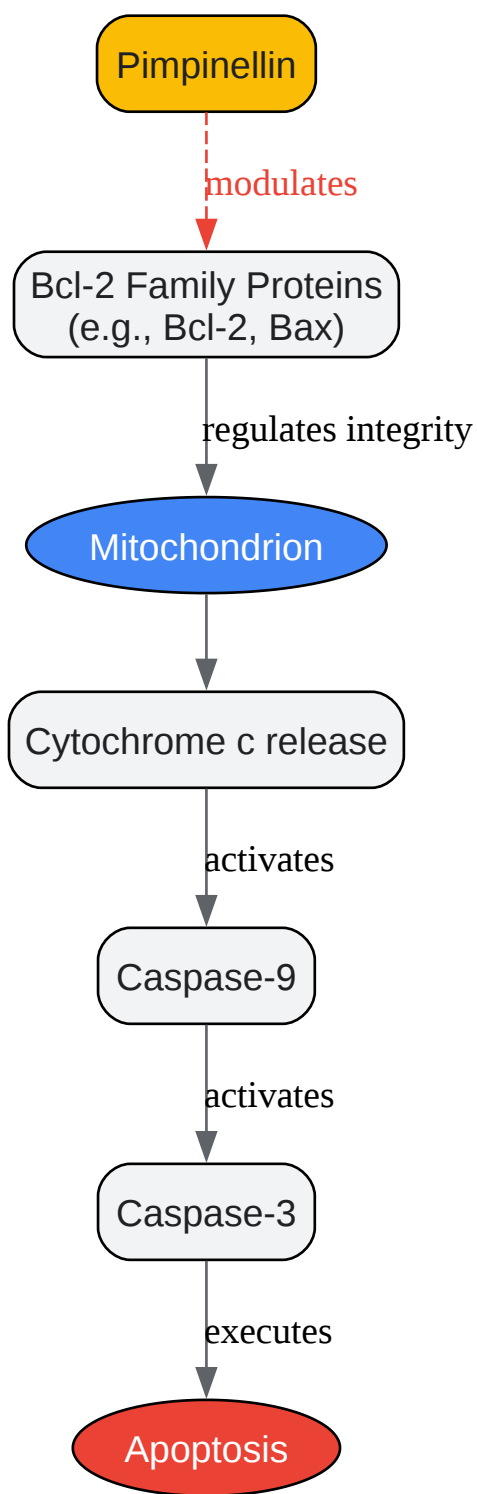 Pimpinellin
modulates
Bcl-2 Family Proteins
(e.g., Bcl-2, Bax)
regulates integrity
Mitochondrion
Cytochrome c release
activates
Caspase-9
activates
Caspase-3
executes
Apoptosis